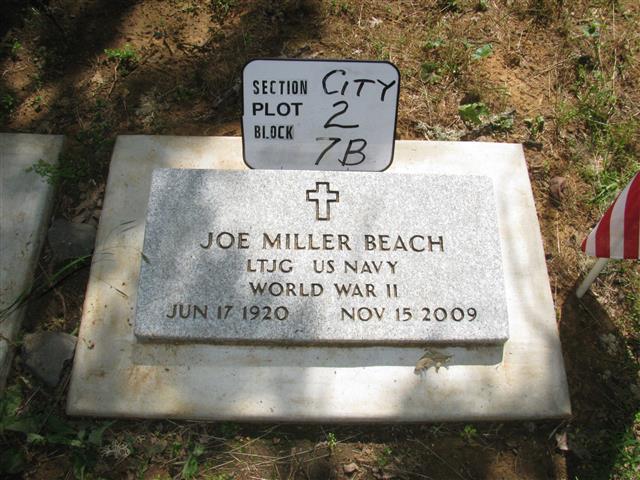 SECTION CITY
PLOT 2
BLOCK 7B
JOE MILLER BEACH
LTJG US NAVY
WORLD WAR II
JUN 17 1920 NOV 15 2009